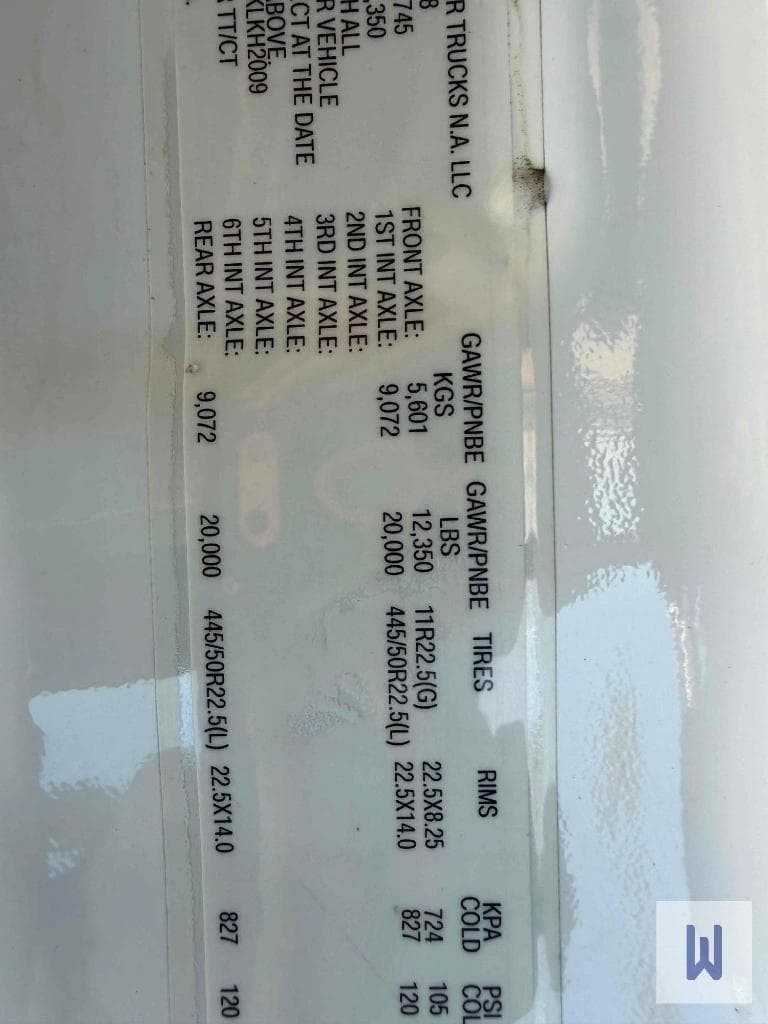 R TRUCKS N.A. LLC
8
745
,350
H ALL
R VEHICLE
CT AT THE DATE
ABOVE.
KLKH2009
TT/CT
GAWR/PNBE GAWR/PNBE TIRES RIMS KPA PSI
KGS LBS COLD COL
FRONT AXLE: 5,601 12,350 11R22.5(G) 22.5X8.25 724 105
1ST INT AXLE: 9,072 20,000 445/50R22.5(L) 22.5X14.0 827 120
2ND INT AXLE:
3RD INT AXLE:
4TH INT AXLE:
5TH INT AXLE:
6TH INT AXLE:
REAR AXLE: 9,072 20,000 445/50R22.5(L) 22.5X14.0 827 120
W